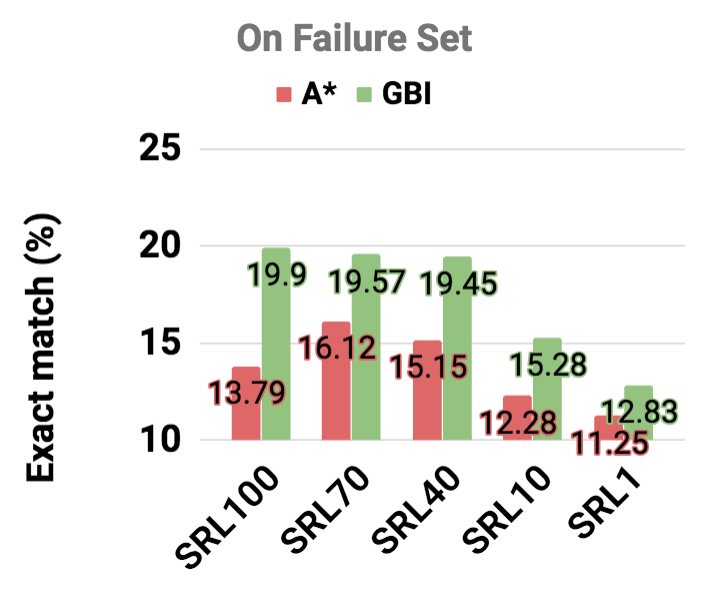 On Failure Set
A* GBI
Exact match (%)
25
20
15
10
13.79 19.9
16.12 19.57
15.15 19.45
12.28 15.28
11.25 12.83
SRL100 SRL70 SRL40 SRL10 SRL1